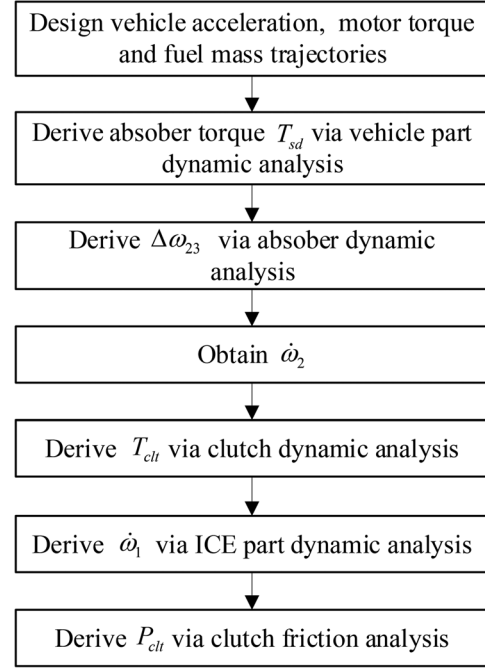 Design vehicle acceleration, motor torque
and fuel mass trajectories
Derive absober torque T_sd via vehicle part
dynamic analysis
Derive Δω_23 via absober dynamic
analysis
Obtain ω̇_2
Derive T_clt via clutch dynamic analysis
Derive ω̇_1 via ICE part dynamic analysis
Derive P_clt via clutch friction analysis